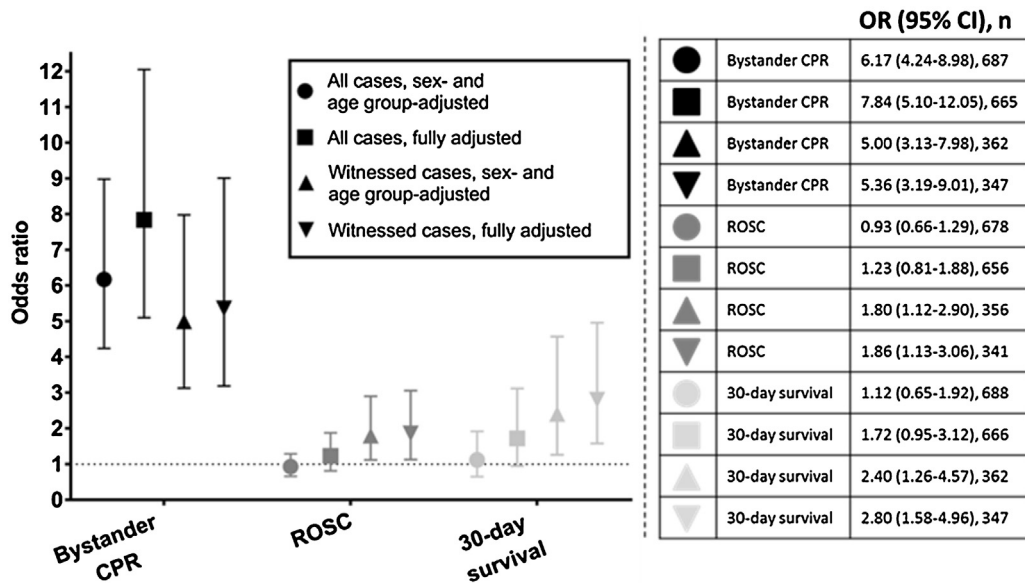 OR (95% CI), n
12
11
10
9
8
7
6
5
4
3
2
1
0
Odds ratio
All cases, sex- and
age group-adjusted
All cases, fully adjusted
Witnessed cases, sex- and
age group-adjusted
Witnessed cases, fully adjusted
Bystander
CPR
ROSC
30-day
survival
Bystander CPR 6.17 (4.24-8.98), 687
Bystander CPR 7.84 (5.10-12.05), 665
Bystander CPR 5.00 (3.13-7.98), 362
Bystander CPR 5.36 (3.19-9.01), 347
ROSC 0.93 (0.66-1.29), 678
ROSC 1.23 (0.81-1.88), 656
ROSC 1.80 (1.12-2.90), 356
ROSC 1.86 (1.13-3.06), 341
30-day survival 1.12 (0.65-1.92), 688
30-day survival 1.72 (0.95-3.12), 666
30-day survival 2.40 (1.26-4.57), 362
30-day survival 2.80 (1.58-4.96), 347